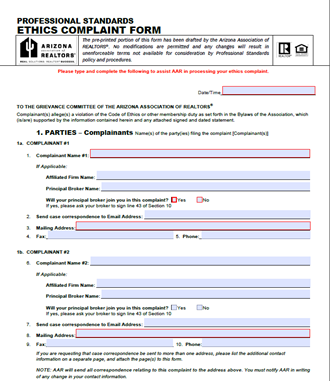 PROFESSIONAL STANDARDS
ETHICS COMPLAINT FORM
ARIZONA
ASSOCIATION of
REALTORS®
REAL SOLUTIONS. REALTOR® SUCCESS
The pre-printed portion of this form has been drafted by the Arizona Association of
REALTORS®. No modifications are permitted and any changes will result in
unenforceable terms not available for consideration by Professional Standards
policy and procedures.
REALTOR
Please type and complete the following to assist AAR in processing your ethics complaint.
Date/Time
TO THE GRIEVANCE COMMITTEE OF THE ARIZONA ASSOCIATION OF REALTORS®
Complainant(s) allege(s) a violation of the Code of Ethics or other membership duty as set forth in the Bylaws of the Association, which
(is/are) supported by the information contained herein and any attached signed and dated statement.
1. PARTIES – Complainants Name(s) of the party(ies) filing the complaint [Complainant(s)]
1a. COMPLAINANT #1
1. Complainant Name #1:
If Applicable:
Affiliated Firm Name:
Principal Broker Name:
Will your principal broker join you in this complaint? Yes No
If yes, please ask your broker to sign line 43 of Section 10
2. Send case correspondence to Email Address:
3. Mailing Address:
4. Fax: 5. Phone:
1b. COMPLAINANT #2
6. Complainant Name #2:
If Applicable:
Affiliated Firm Name:
Principal Broker Name:
Will your principal broker join you in this complaint? Yes No
If yes, please ask your broker to sign line 43 of Section 10
7. Send case correspondence to Email Address:
8. Mailing Address:
9. Fax: 10. Phone:
If you are requesting that case correspondence be sent to more than one address, please list the additional contact
information on a separate page, and attach the page(s) to this form.
NOTE: AAR will send all correspondence relating to this complaint to the address above. You must notify AAR in writing
of any change in your contact information.